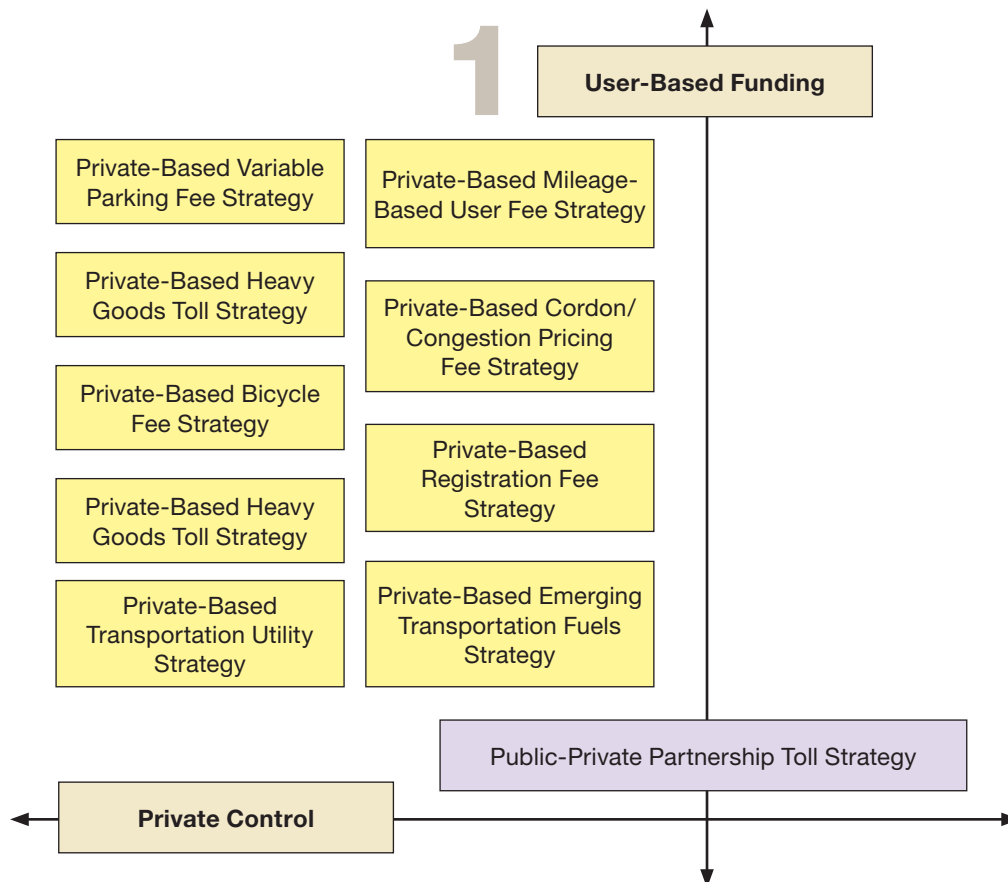 1
User-Based Funding
Private-Based Variable
Parking Fee Strategy
Private-Based Heavy
Goods Toll Strategy
Private-Based Bicycle
Fee Strategy
Private-Based Heavy
Goods Toll Strategy
Private-Based
Transportation Utility
Strategy
Private-Based Mileage-
Based User Fee Strategy
Private-Based Cordon/
Congestion Pricing
Fee Strategy
Private-Based
Registration Fee
Strategy
Private-Based Emerging
Transportation Fuels
Strategy
Public-Private Partnership Toll Strategy
Private Control